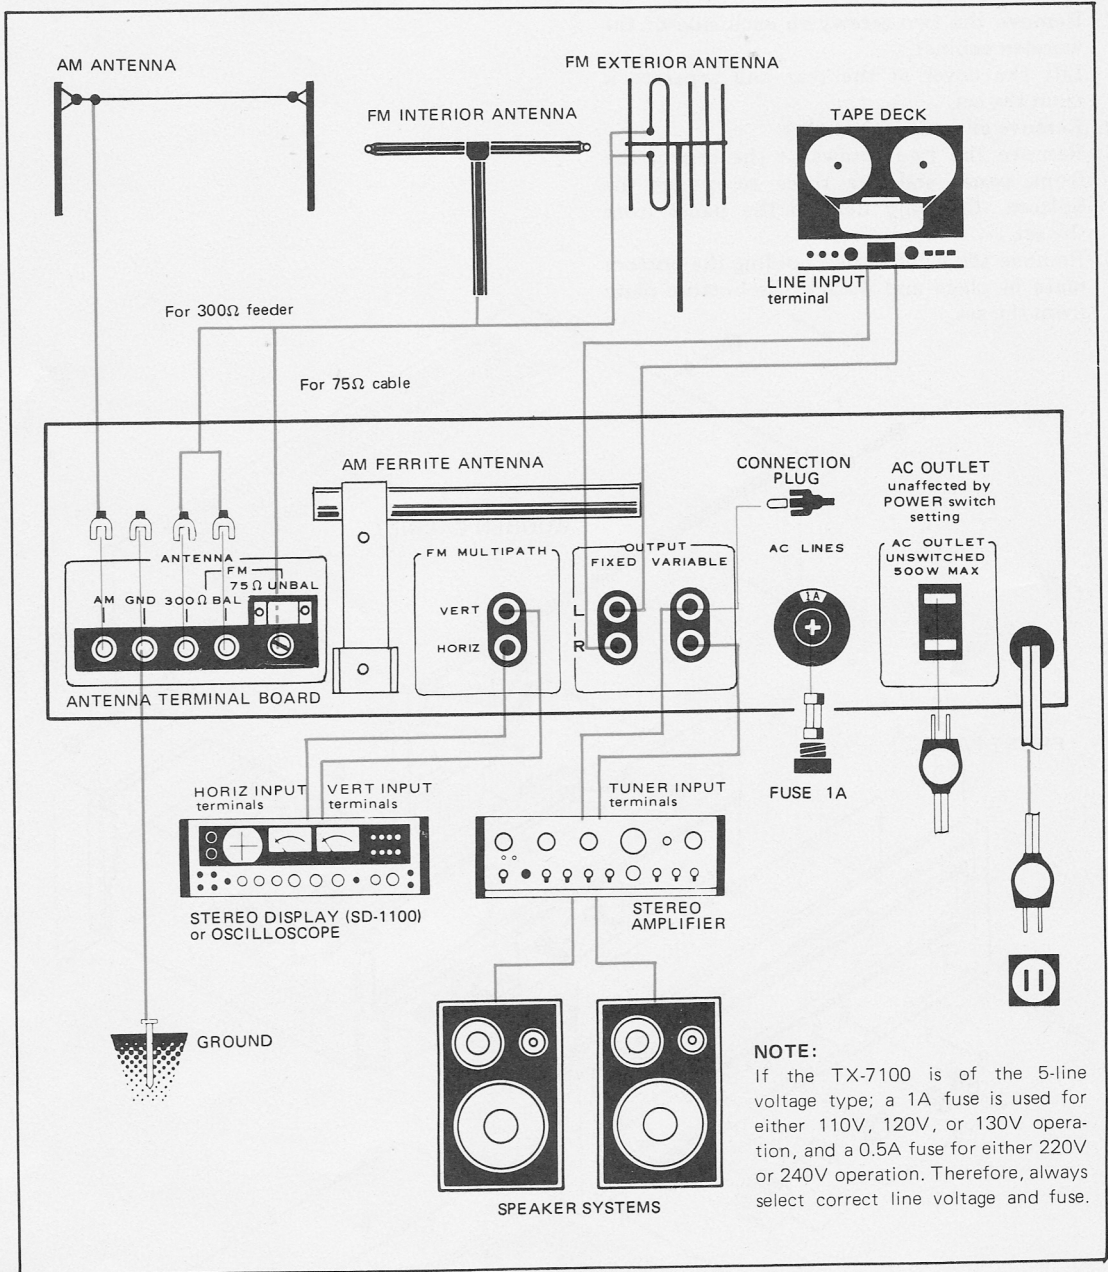 AM ANTENNA
FM EXTERIOR ANTENNA
FM INTERIOR ANTENNA
TAPE DECK
LINE INPUT
terminal
For 300Ω feeder
For 75Ω cable
AM FERRITE ANTENNA
CONNECTION
PLUG
AC OUTLET
unaffected by
POWER switch
setting
ANTENNA
FM
75Ω UNBAL
AM GND 300Ω BAL
ANTENNA TERMINAL BOARD
FM MULTIPATH
VERT
HORIZ
OUTPUT
FIXED VARIABLE
L
R
AC LINES
1A
AC OUTLET
UNSWITCHED
500W MAX
FUSE 1A
HORIZ INPUT
terminals
VERT INPUT
terminals
TUNER INPUT
terminals
STEREO DISPLAY (SD-1100)
or OSCILLOSCOPE
STEREO
AMPLIFIER
GROUND
SPEAKER SYSTEMS
NOTE:
If the TX-7100 is of the 5-line
voltage type; a 1A fuse is used for
either 110V, 120V, or 130V opera-
tion, and a 0.5A fuse for either 220V
or 240V operation. Therefore, always
select correct line voltage and fuse.